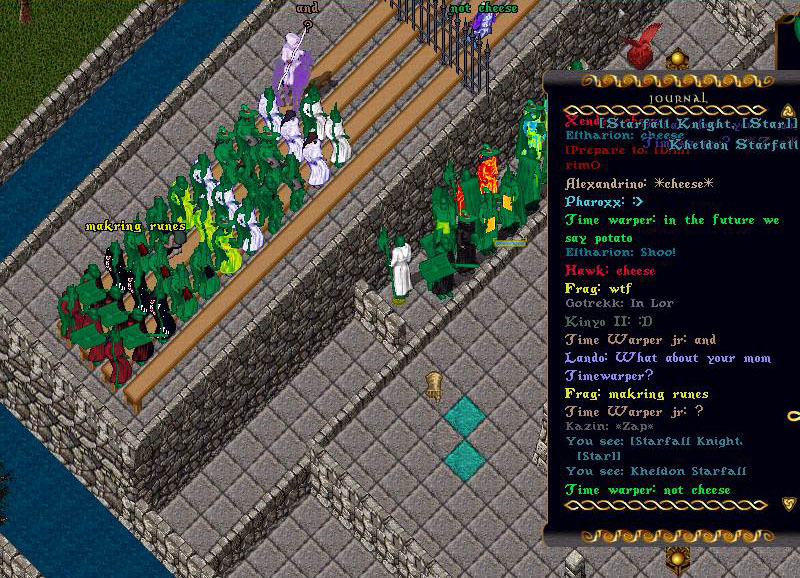 and
not cheese
makring runes
JOURNAL
[Starfall Knight, [Star]]
Eltharion: cheese
Kheldon Starfall
[Prepare to
rimO
Alexandrino: *cheese*
Pharoxx: :>
Time warper: in the future we
say potato
Eltharion: Shoo!
Hawk: cheese
Frag: wtf
Gotrekk: In Lor
Kinyo II: :D
Time Warper jr: and
Lando: What about your mom
Timewarper?
Frag: makring runes
Time Warper jr: ?
Kazin: *Zap*
You see: [Starfall Knight,
[Star]]
You see: Kheldon Starfall
Time warper: not cheese